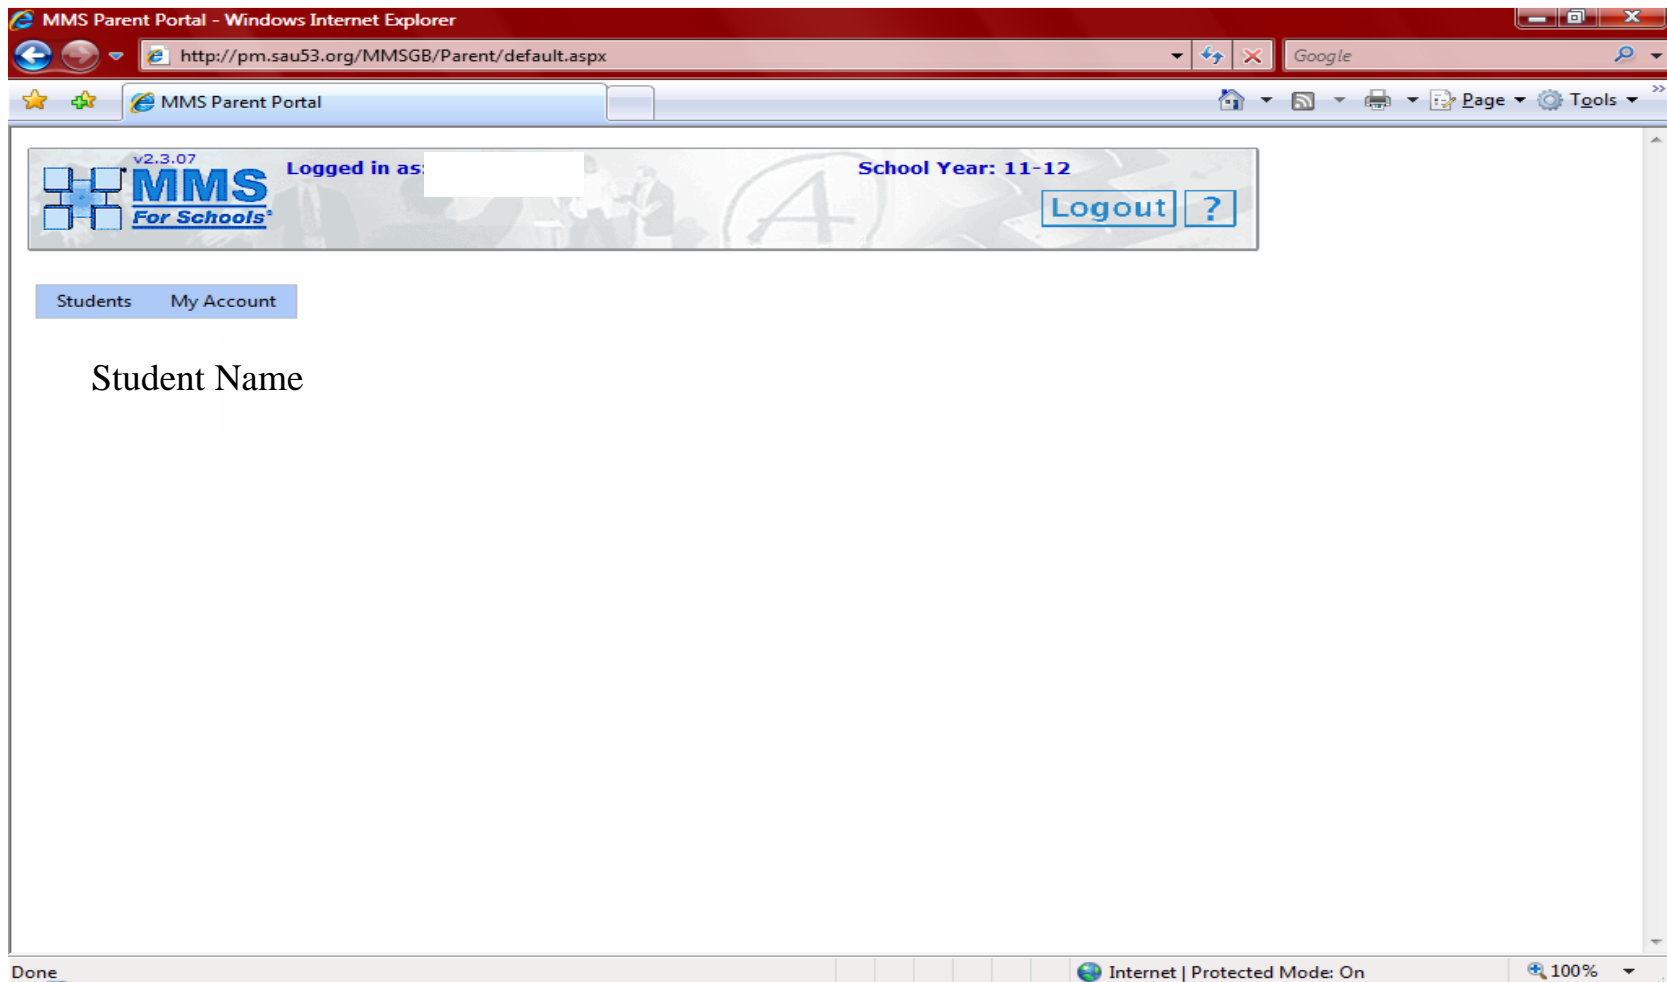 MMS Parent Portal - Windows Internet Explorer
http://pm.sau53.org/MMSGB/Parent/default.aspx
Google
MMS Parent Portal
Page
Tools
v2.3.07
MMS
For Schools®
Logged in as:
School Year: 11-12
A
Logout
?
Students My Account
Student Name
Done
Internet | Protected Mode: On
100%